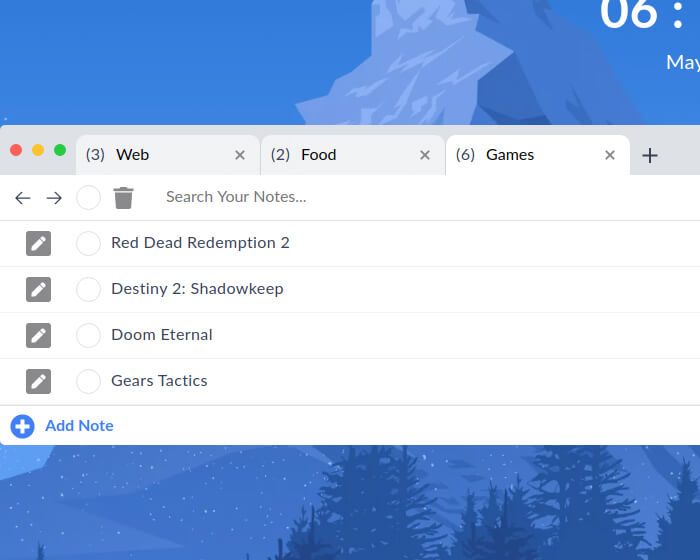 06 :
May
(3) Web
(2) Food
(6) Games
Search Your Notes...
Red Dead Redemption 2
Destiny 2: Shadowkeep
Doom Eternal
Gears Tactics
Add Note